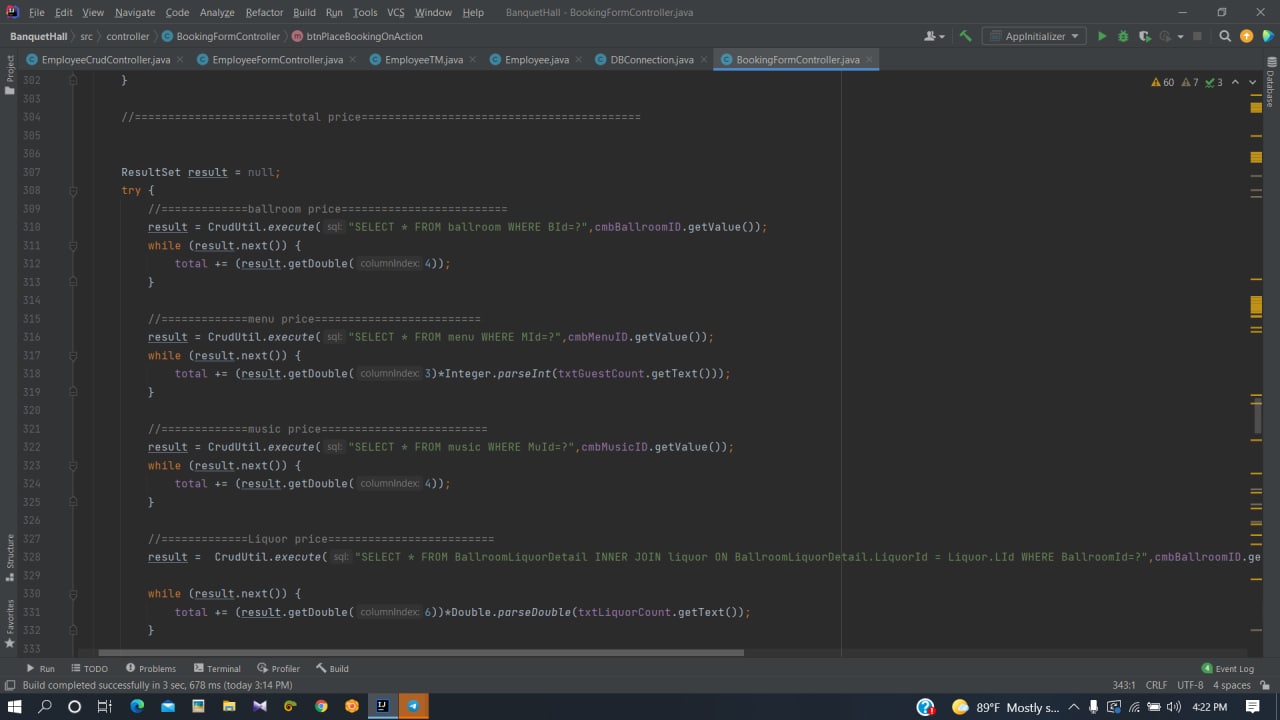 File Edit View Navigate Code Analyze Refactor Build Run Tools VCS Window Help BanquetHall - BookingFormController.java
BanquetHall src controller BookingFormController m btnPlaceBookingOnAction AppInitializer
EmployeeCrudController.java EmployeeFormController.java EmployeeTM.java Employee.java DBConnection.java BookingFormController.java
Project
Database
60 7 3
302 }
303
304 //=======================total price==========================================
305
306
307 ResultSet result = null;
308 try {
309 //=============ballroom price=========================
310 result = CrudUtil.execute( sql: "SELECT * FROM ballroom WHERE BId=?",cmbBallroomID.getValue());
311 while (result.next()) {
312 total += (result.getDouble( columnIndex: 4));
313 }
314
315 //=============menu price=========================
316 result = CrudUtil.execute( sql: "SELECT * FROM menu WHERE MId=?",cmbMenuID.getValue());
317 while (result.next()) {
318 total += (result.getDouble( columnIndex: 3)*Integer.parseInt(txtGuestCount.getText()));
319 }
320
321 //=============music price=========================
322 result = CrudUtil.execute( sql: "SELECT * FROM music WHERE MuId=?",cmbMusicID.getValue());
323 while (result.next()) {
324 total += (result.getDouble( columnIndex: 4));
325 }
326
327 //=============Liquor price=========================
328 result =  CrudUtil.execute( sql: "SELECT * FROM BallroomLiquorDetail INNER JOIN liquor ON BallroomLiquorDetail.LiquorId = Liquor.LId WHERE BallroomId=?",cmbBallroomID.ge
329
330 while (result.next()) {
331 total += (result.getDouble( columnIndex: 6))*Double.parseDouble(txtLiquorCount.getText());
332 }
333
Structure
Favorites
Run TODO Problems Terminal Profiler Build 4 Event Log
Build completed successfully in 3 sec, 678 ms (today 3:14 PM) 343:1 CRLF UTF-8 4 spaces
89°F Mostly s... 4:22 PM